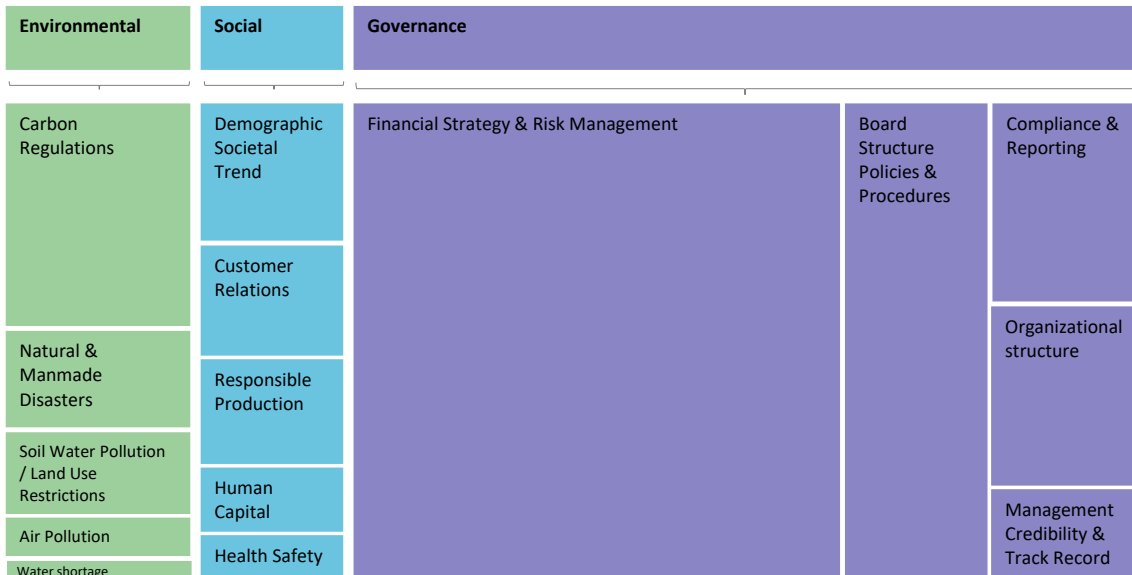 Environmental
Social
Governance
Carbon
Regulations
Natural &
Manmade
Disasters
Soil Water Pollution
/ Land Use
Restrictions
Air Pollution
Water shortage
Demographic
Societal
Trend
Customer
Relations
Responsible
Production
Human
Capital
Health Safety
Financial Strategy & Risk Management
Board
Structure
Policies &
Procedures
Compliance &
Reporting
Organizational
structure
Management
Credibility &
Track Record